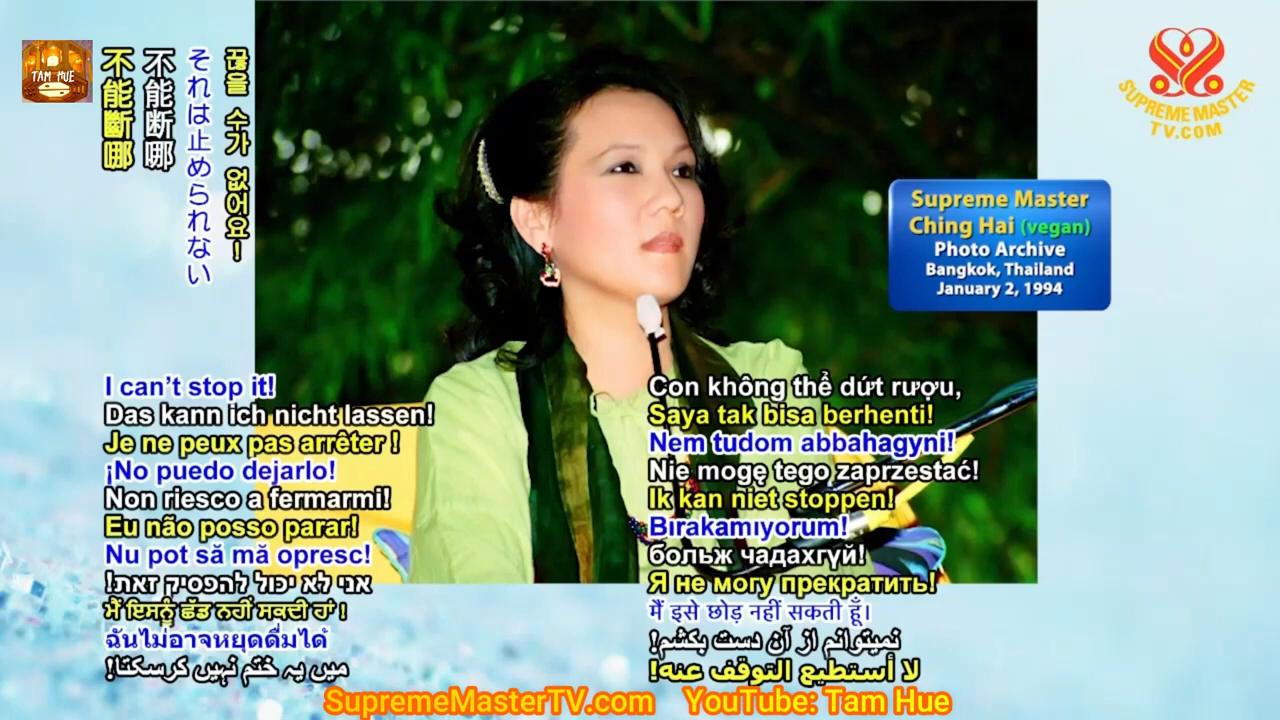 TAM HUE
不能斷哪
不能断哪
それは止められない
끊을 수가 없어요!
SUPREME MASTER
TV.COM
Supreme Master
Ching Hai (vegan)
Photo Archive
Bangkok, Thailand
January 2, 1994
I can't stop it!
Das kann ich nicht lassen!
Je ne peux pas arrêter !
¡No puedo dejarlo!
Non riesco a fermarmi!
Eu não posso parar!
Nu pot să mă opresc!
אני לא יכול להפסיק זאת!
ਮੈਂ ਇਸਨੂੰ ਛੱਡ ਨਹੀਂ ਸਕਦੀ ਹਾਂ !
ฉันไม่อาจหยุดดื่มได้
میں یہ ختم نہیں کرسکتا!
Con không thể dứt rượu,
Saya tak bisa berhenti!
Nem tudom abbahagyni!
Nie mogę tego zaprzestać!
Ik kan niet stoppen!
Bırakamıyorum!
больж чадахгүй!
Я не могу прекратить!
मैं इसे छोड़ नहीं सकती हूँ।
نمیتوانم از آن دست بکشم!
لا أستطيع التوقف عنه!
SupremeMasterTV.com YouTube: Tam Hue